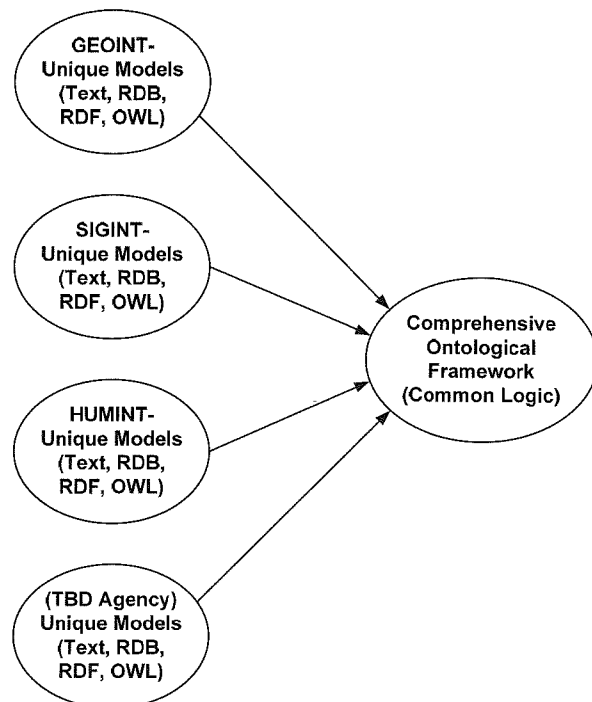 GEOINT-
Unique Models
(Text, RDB,
RDF, OWL)
SIGINT-
Unique Models
(Text, RDB,
RDF, OWL)
Comprehensive
Ontological
Framework
(Common Logic)
HUMINT-
Unique Models
(Text, RDB,
RDF, OWL)
(TBD Agency)
Unique Models
(Text, RDB,
RDF, OWL)